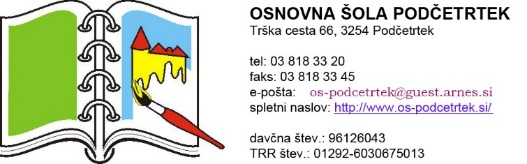 OSNOVNA ŠOLA PODČETRTEK
Trška cesta 66, 3254 Podčetrtek
tel: 03 818 33 20
faks: 03 818 33 45
e-pošta: os-podcetrtek@guest.arnes.si
spletni naslov: http://www.os-podcetrtek.si/
davčna štev.: 96126043
TRR štev.: 01292-6030675013